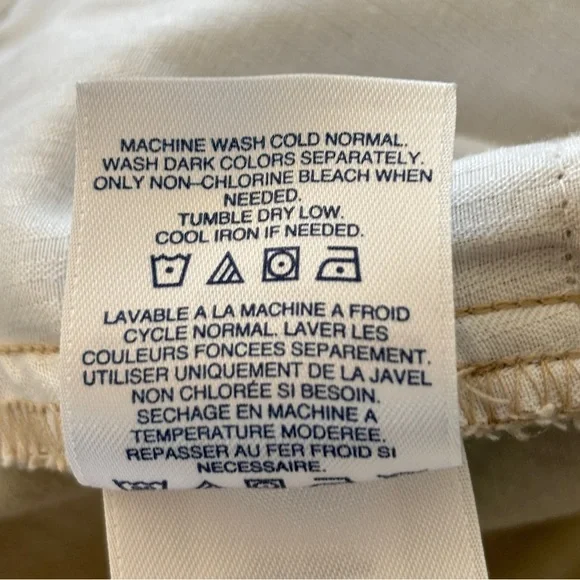 MACHINE WASH COLD NORMAL.
WASH DARK COLORS SEPARATELY.
ONLY NON-CHLORINE BLEACH WHEN
NEEDED.
TUMBLE DRY LOW.
COOL IRON IF NEEDED.
LAVABLE A LA MACHINE A FROID
CYCLE NORMAL. LAVER LES
COULEURS FONCEES SEPAREMENT.
UTILISER UNIQUEMENT DE LA JAVEL
NON CHLORÉE SI BESOIN.
SECHAGE EN MACHINE A
TEMPERATURE MODEREE.
REPASSER AU FER FROID SI
NECESSAIRE.